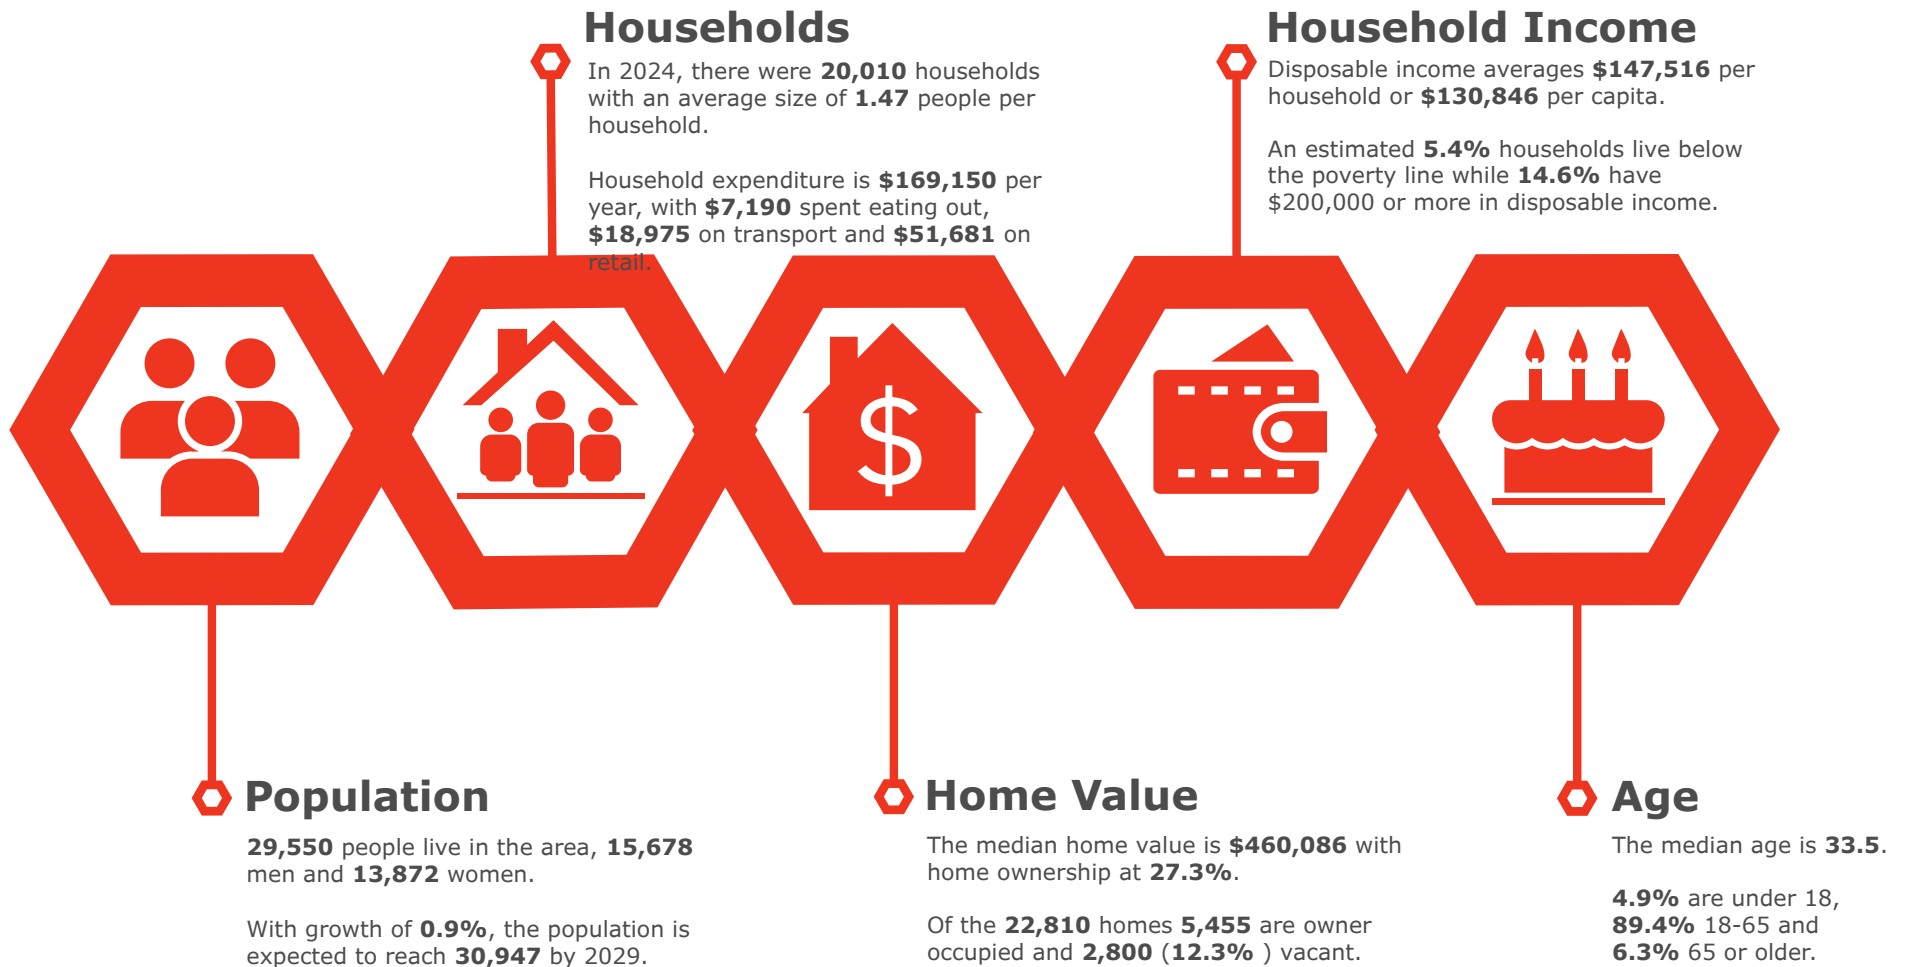 Households
In 2024, there were 20,010 households
with an average size of 1.47 people per
household.
Household expenditure is $169,150 per
year, with $7,190 spent eating out,
$18,975 on transport and $51,681 on
retail.
Household Income
Disposable income averages $147,516 per
household or $130,846 per capita.
An estimated 5.4% households live below
the poverty line while 14.6% have
$200,000 or more in disposable income.
$
Population
29,550 people live in the area, 15,678
men and 13,872 women.
With growth of 0.9%, the population is
expected to reach 30,947 by 2029.
Home Value
The median home value is $460,086 with
home ownership at 27.3%.
Of the 22,810 homes 5,455 are owner
occupied and 2,800 (12.3% ) vacant.
Age
The median age is 33.5.
4.9% are under 18,
89.4% 18-65 and
6.3% 65 or older.